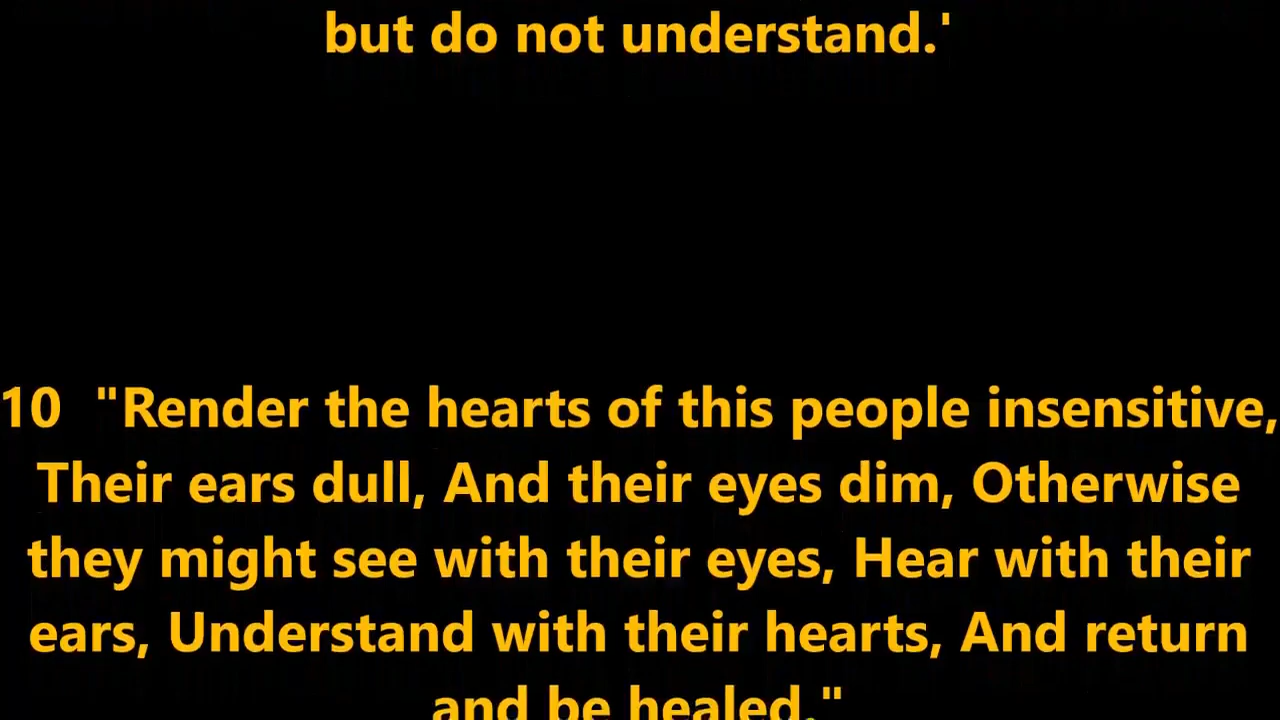 but do not understand.'
10 "Render the hearts of this people insensitive,
Their ears dull, And their eyes dim, Otherwise
they might see with their eyes, Hear with their
ears, Understand with their hearts, And return
and be healed."